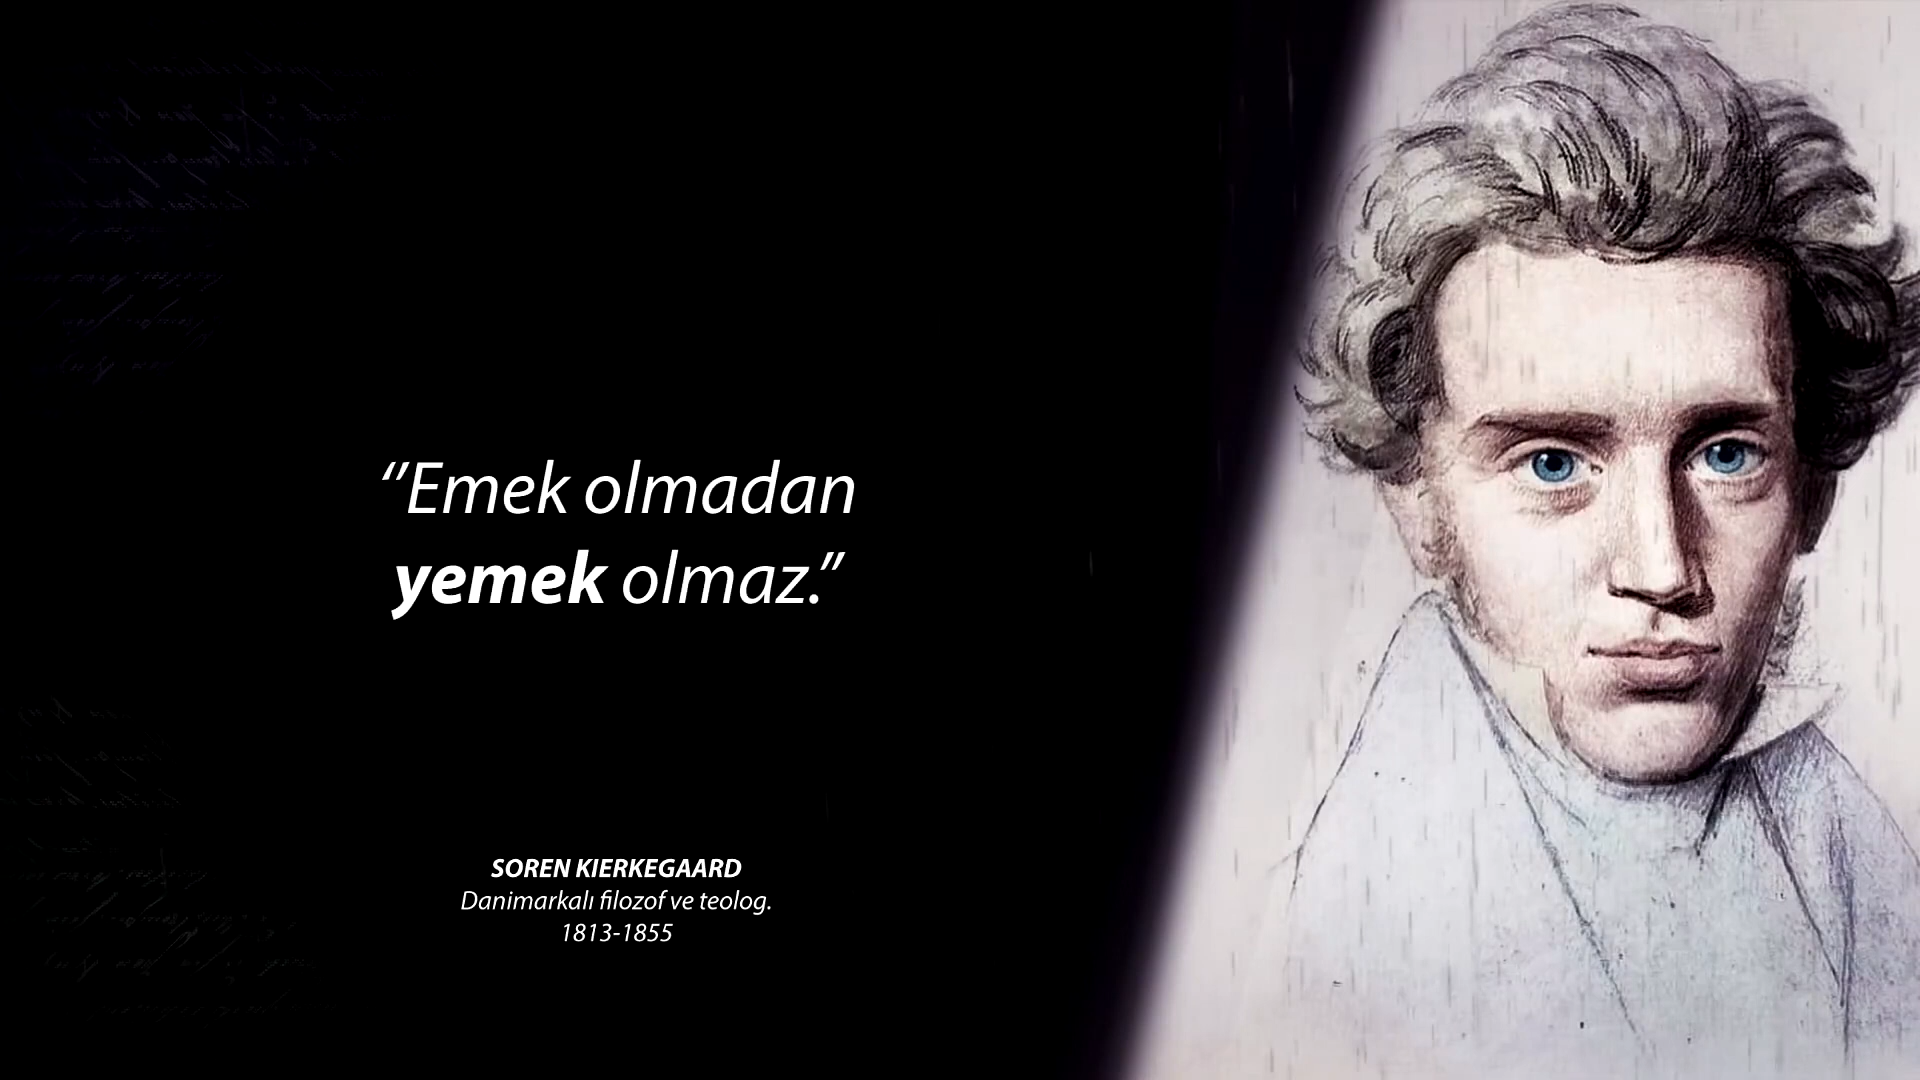 “Emek olmadan
yemek olmaz.”
SOREN KIERKEGAARD
Danimarkalı filozof ve teolog.
1813-1855